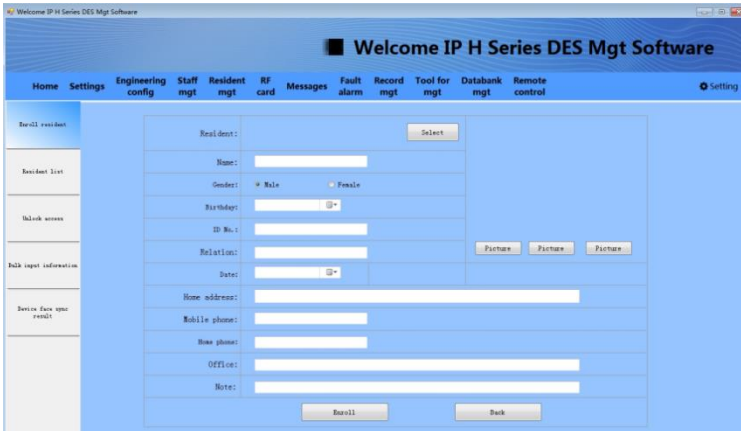 Welcome IP H Series DES Mgt Software
Welcome IP H Series DES Mgt Software
Home Settings Engineering config Staff mgt Resident mgt RF card Messages Fault alarm Record mgt Tool for mgt Databank mgt Remote control Setting
Enroll resident
Resident list
Unlock access
Bulk input information
Device face sync result
Resident: Select
Name:
Gender: Male Female
Birthday:
ID No.:
Relation:
Picture Picture Picture
Date:
Home address:
Mobile phone:
Home phone:
Office:
Note:
Enroll Back